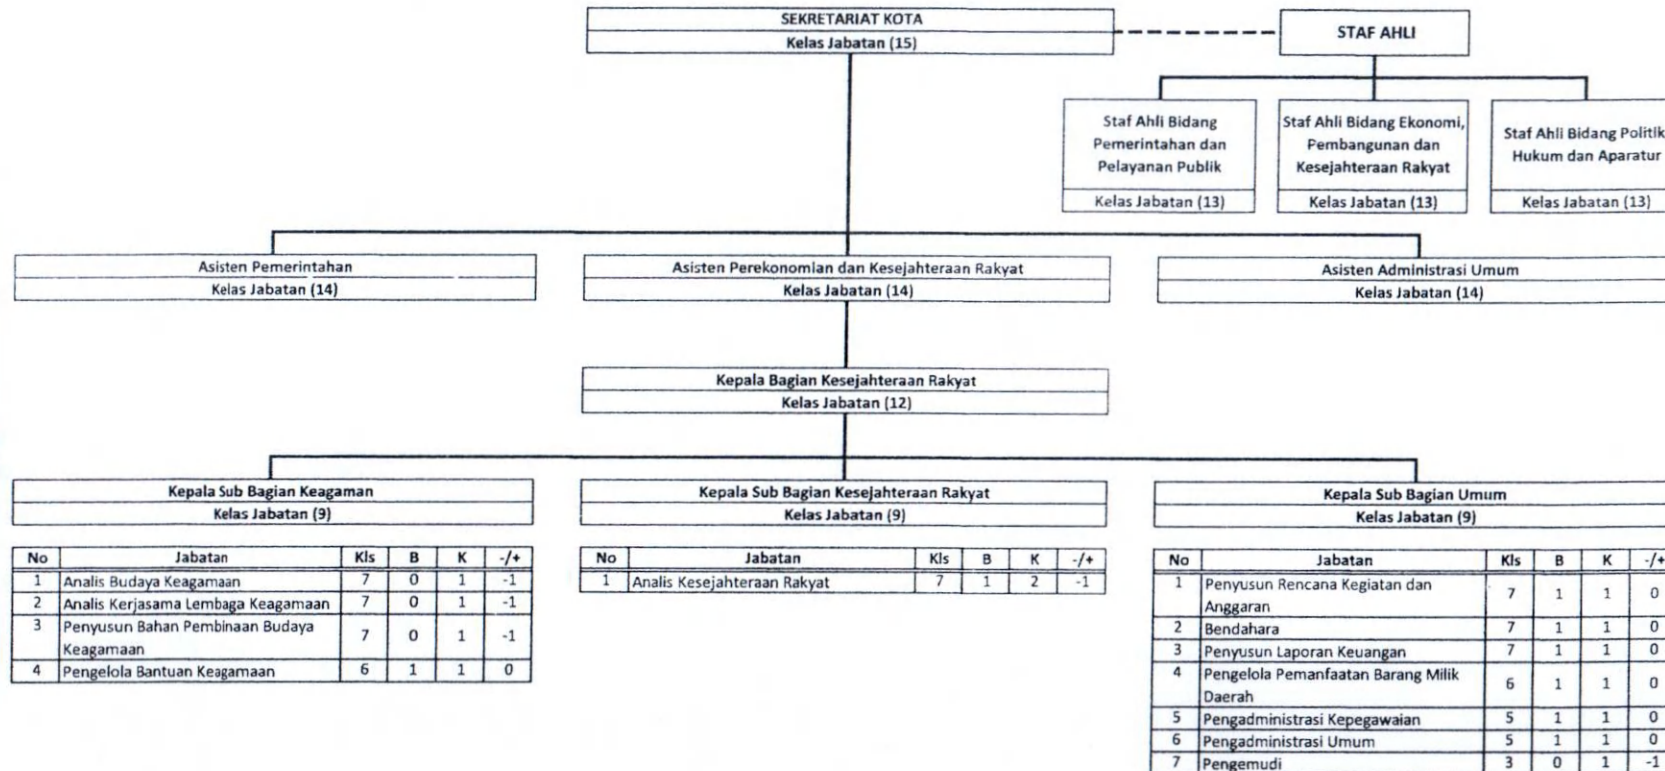 SEKRETARIAT KOTA
Kelas Jabatan (15)
STAF AHLI
Staf Ahli Bidang
Pemerintahan dan
Pelayanan Publik
Kelas Jabatan (13)
Staf Ahli Bidang Ekonomi,
Pembangunan dan
Kesejahteraan Rakyat
Kelas Jabatan (13)
Staf Ahli Bidang Politik
Hukum dan Aparatur
Kelas Jabatan (13)
Asisten Pemerintahan
Kelas Jabatan (14)
Asisten Perekonomian dan Kesejahteraan Rakyat
Kelas Jabatan (14)
Asisten Administrasi Umum
Kelas Jabatan (14)
Kepala Bagian Kesejahteraan Rakyat
Kelas Jabatan (12)
Kepala Sub Bagian Keagaman
Kelas Jabatan (9)
No Jabatan Kls B K -/+
1 Analis Budaya Keagamaan 7 0 1 -1
2 Analis Kerjasama Lembaga Keagamaan 7 0 1 -1
3 Penyusun Bahan Pembinaan Budaya
Keagamaan 7 0 1 -1
4 Pengelola Bantuan Keagamaan 6 1 1 0
Kepala Sub Bagian Kesejahteraan Rakyat
Kelas Jabatan (9)
No Jabatan Kls B K -/+
1 Analis Kesejahteraan Rakyat 7 1 2 -1
Kepala Sub Bagian Umum
Kelas Jabatan (9)
No Jabatan Kls B K -/+
1 Penyusun Rencana Kegiatan dan
Anggaran 7 1 1 0
2 Bendahara 7 1 1 0
3 Penyusun Laporan Keuangan 7 1 1 0
4 Pengelola Pemanfaatan Barang Milik
Daerah 6 1 1 0
5 Pengadministrasi Kepegawaian 5 1 1 0
6 Pengadministrasi Umum 5 1 1 0
7 Pengemudi 3 0 1 -1